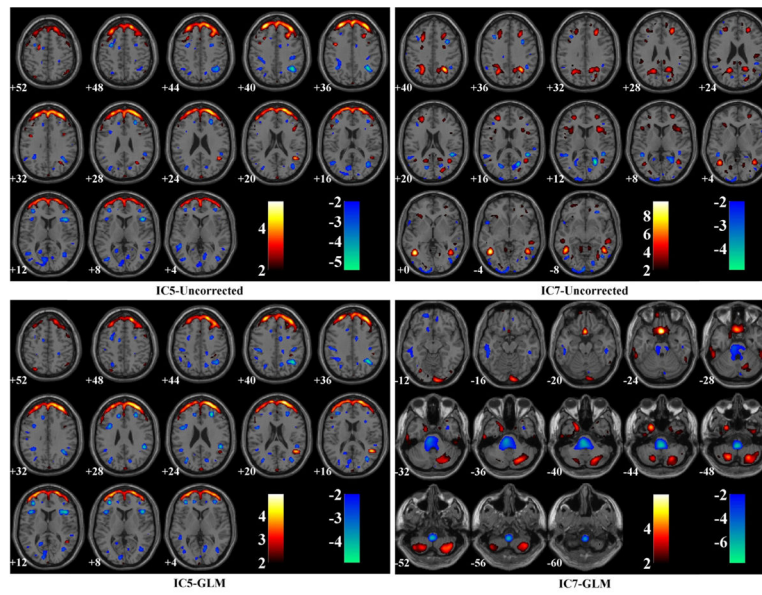 +52 +48 +44 +40 +36
+32 +28 +24 +20 +16
+12 +8 +4
4
2
-2
-3
-4
-5
IC5-Uncorrected
+40 +36 +32 +28 +24
+20 +16 +12 +8 +4
+0 -4 -8
8
6
4
2
-2
-4
IC7-Uncorrected
+52 +48 +44 +40 +36
+32 +28 +24 +20 +16
+12 +8 +4
4
3
2
-2
-3
-4
IC5-GLM
-12 -16 -20 -24 -28
-32 -36 -40 -44 -48
-52 -56 -60
4
2
-2
-4
-6
IC7-GLM